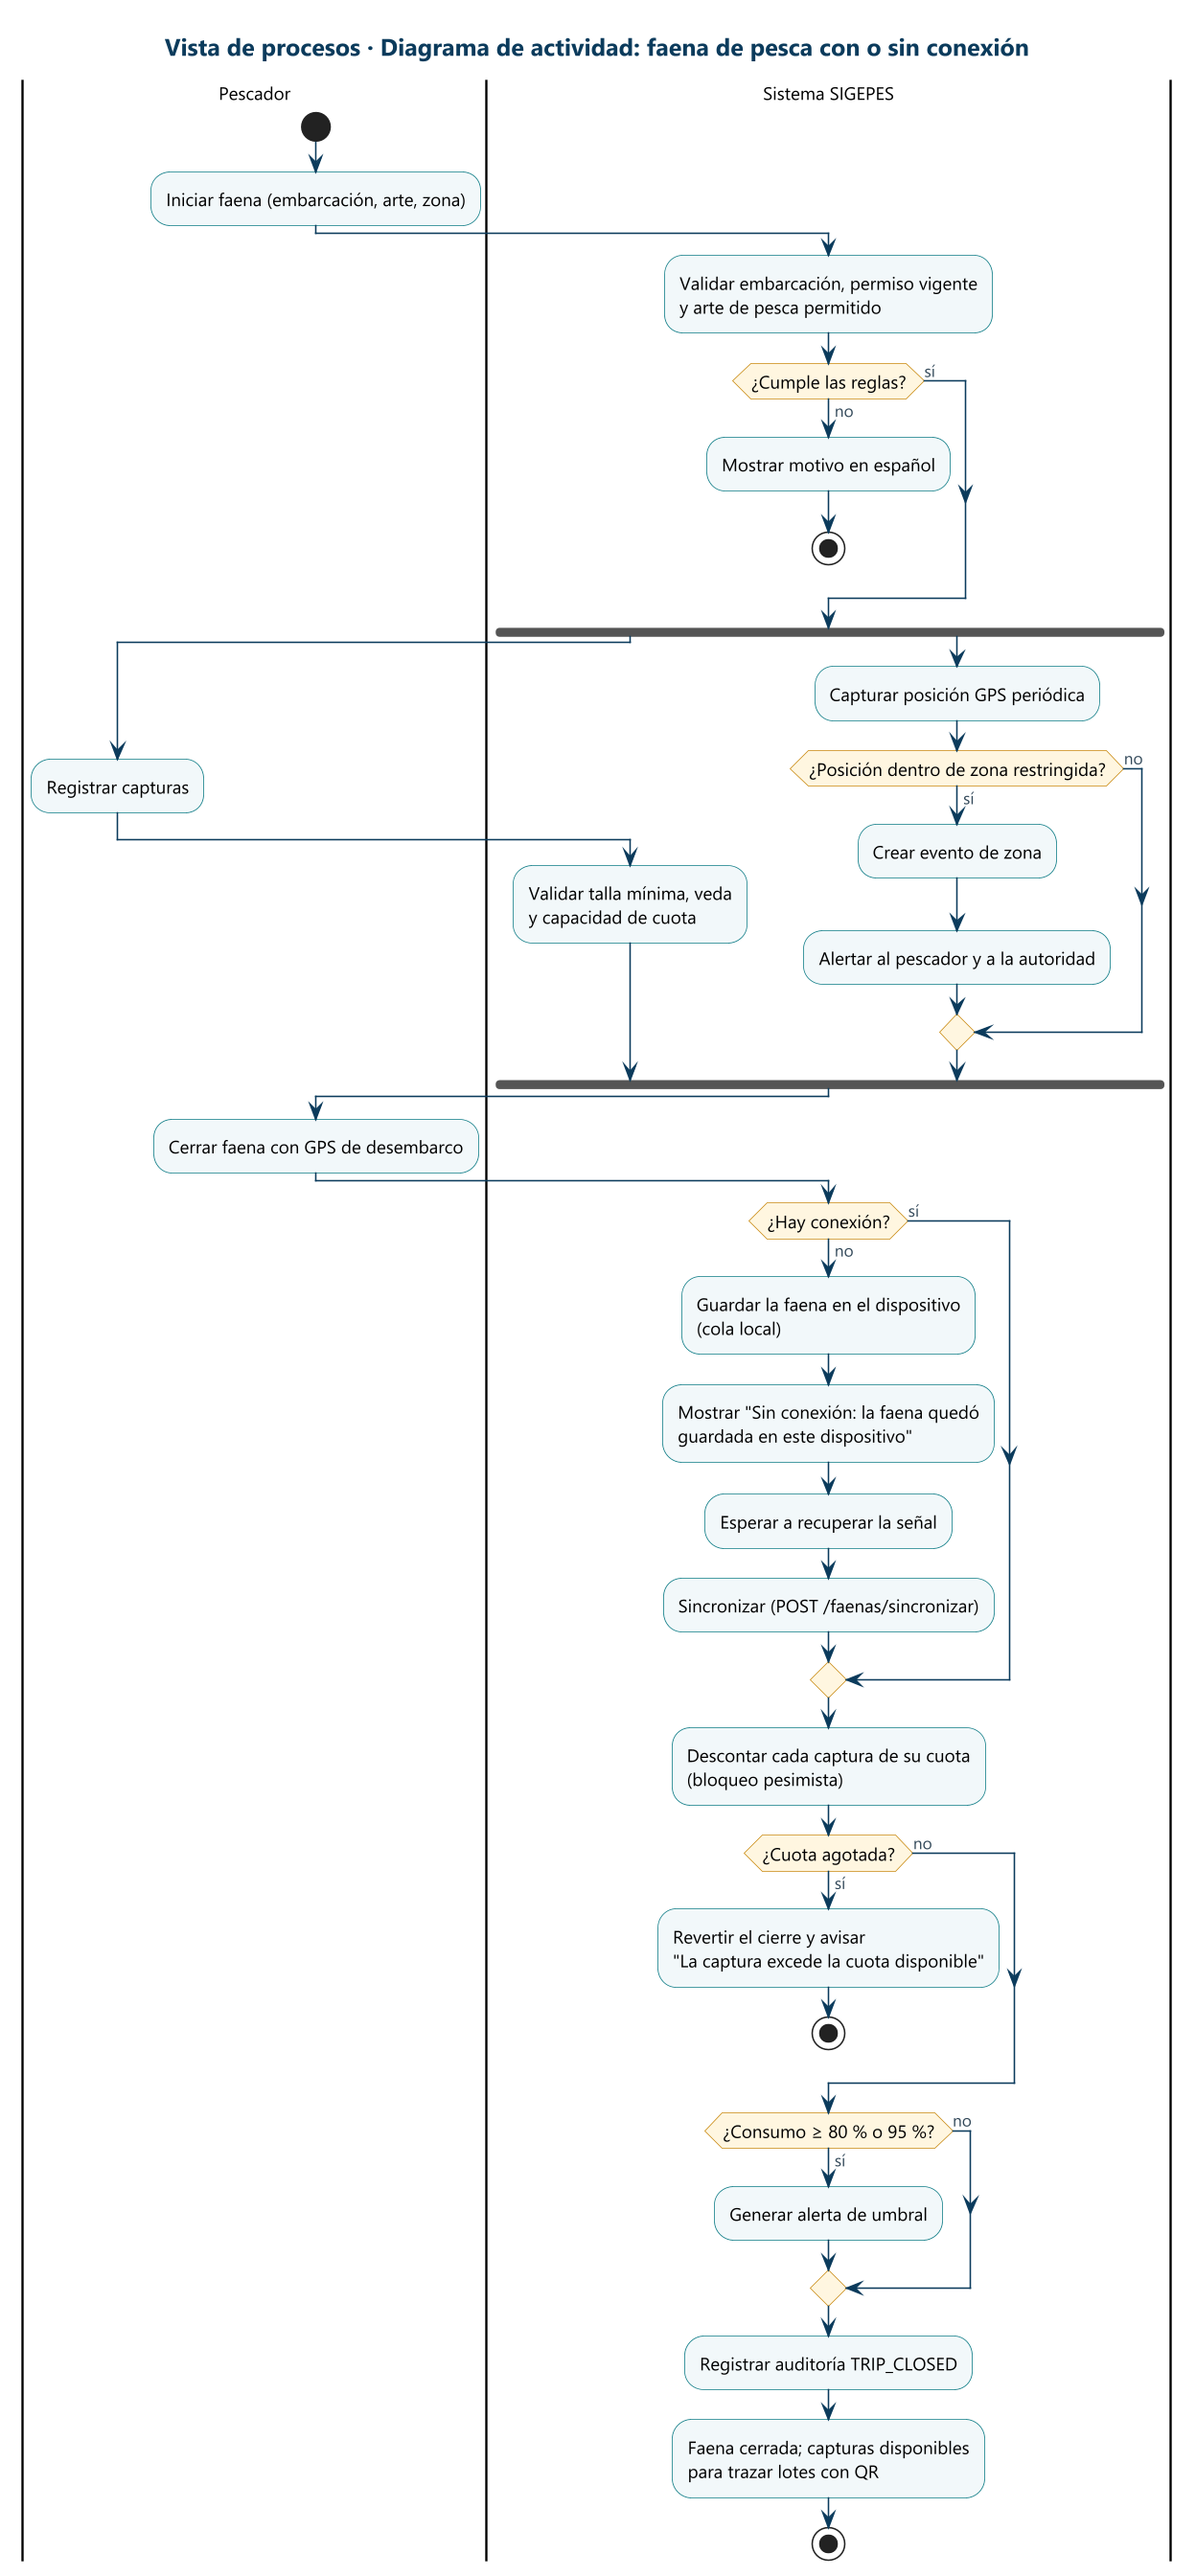 Vista de procesos · Diagrama de actividad: faena de pesca con o sin conexión
Pescador
Sistema SIGEPES
Iniciar faena (embarcación, arte, zona)
Validar embarcación, permiso vigente
y arte de pesca permitido
¿Cumple las reglas?
sí
no
Mostrar motivo en español
Capturar posición GPS periódica
¿Posición dentro de zona restringida?
no
sí
Registrar capturas
Crear evento de zona
Validar talla mínima, veda
y capacidad de cuota
Alertar al pescador y a la autoridad
Cerrar faena con GPS de desembarco
¿Hay conexión?
sí
no
Guardar la faena en el dispositivo
(cola local)
Mostrar "Sin conexión: la faena quedó
guardada en este dispositivo"
Esperar a recuperar la señal
Sincronizar (POST /faenas/sincronizar)
Descontar cada captura de su cuota
(bloqueo pesimista)
¿Cuota agotada?
no
sí
Revertir el cierre y avisar
"La captura excede la cuota disponible"
¿Consumo ≥ 80 % o 95 %?
no
sí
Generar alerta de umbral
Registrar auditoría TRIP_CLOSED
Faena cerrada; capturas disponibles
para trazar lotes con QR